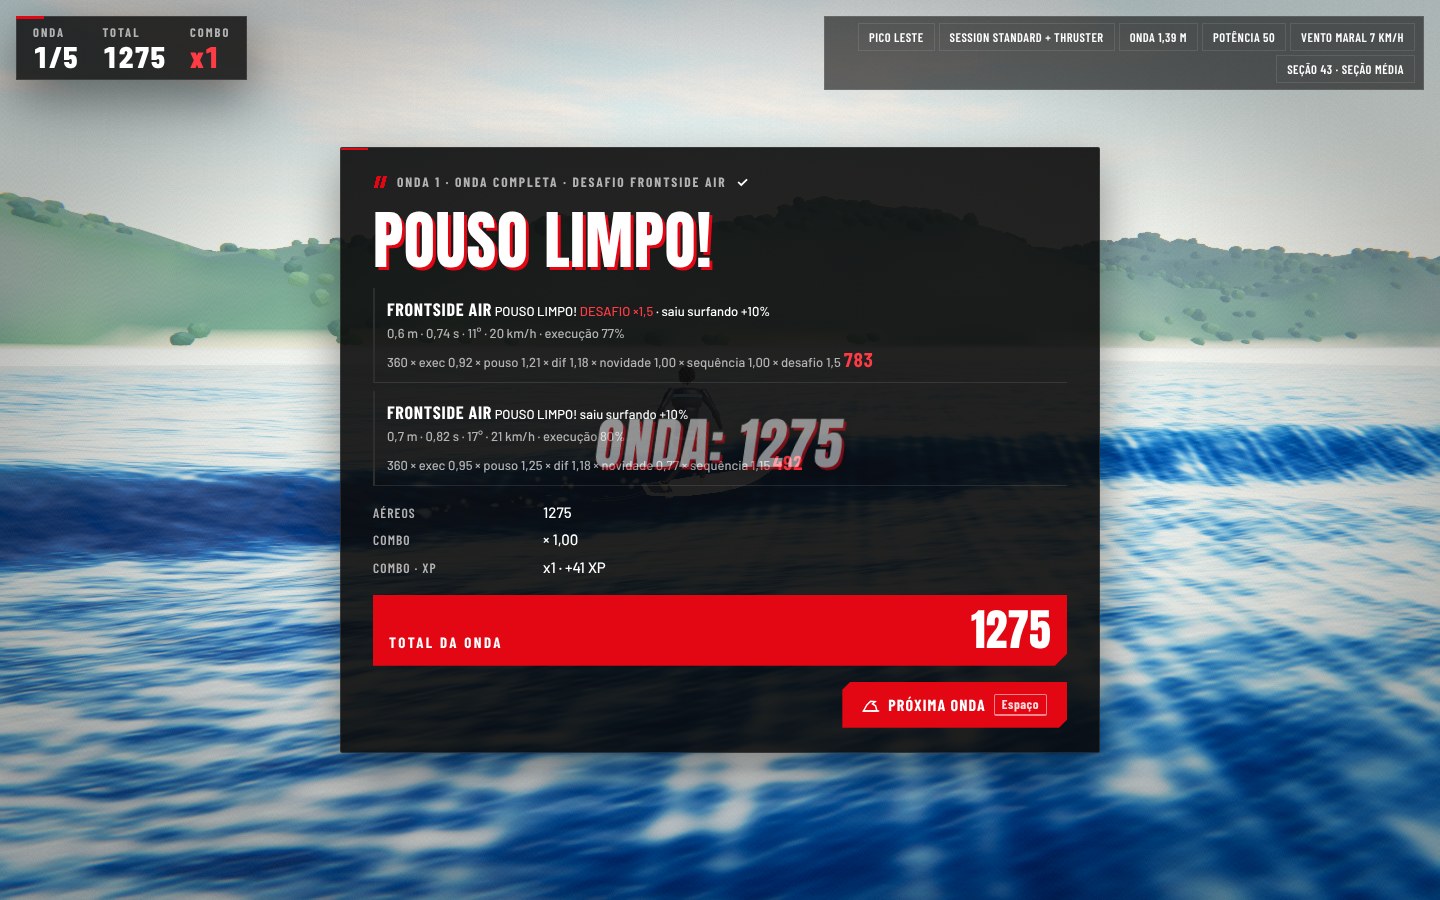 ONDA TOTAL COMBO
1/5 1275 x1
PICO LESTE SESSION STANDARD + THRUSTER ONDA 1,39 M POTÊNCIA 50 VENTO MARAL 7 KM/H
SEÇÃO 43 · SEÇÃO MÉDIA
ONDA 1 · ONDA COMPLETA · DESAFIO FRONTSIDE AIR ✓
POUSO LIMPO!
FRONTSIDE AIR POUSO LIMPO! DESAFIO ×1,5 · saiu surfando +10%
0,6 m · 0,74 s · 11° · 20 km/h · execução 77%
360 × exec 0,92 × pouso 1,21 × dif 1,18 × novidade 1,00 × sequência 1,00 × desafio 1,5 783
FRONTSIDE AIR POUSO LIMPO! saiu surfando +10%
0,7 m · 0,82 s · 17° · 21 km/h · execução 80%
ONDA: 1275
360 × exec 0,95 × pouso 1,25 × dif 1,18 × novidade 0,77 × sequência 1,15 492
AÉREOS 1275
COMBO × 1,00
COMBO · XP x1 · +41 XP
TOTAL DA ONDA 1275
PRÓXIMA ONDA Espaço